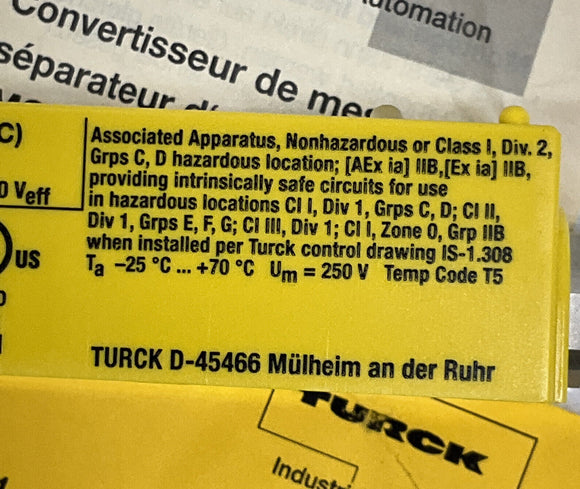 utomation
Convertisseur de me
séparateur d'
C)
0 Veff
US
Associated Apparatus, Nonhazardous or Class I, Div. 2,
Grps C, D hazardous location; [AEx ia] IIB,[Ex ia] IIB,
providing intrinsically safe circuits for use
in hazardous locations Cl I, Div 1, Grps C, D; Cl II,
Div 1, Grps E, F, G; Cl III, Div 1; Cl I, Zone 0, Grp IIB
when installed per Turck control drawing IS-1.308
Ta –25 °C ... +70 °C Um = 250 V Temp Code T5
TURCK D-45466 Mülheim an der Ruhr
TURCK
Industri